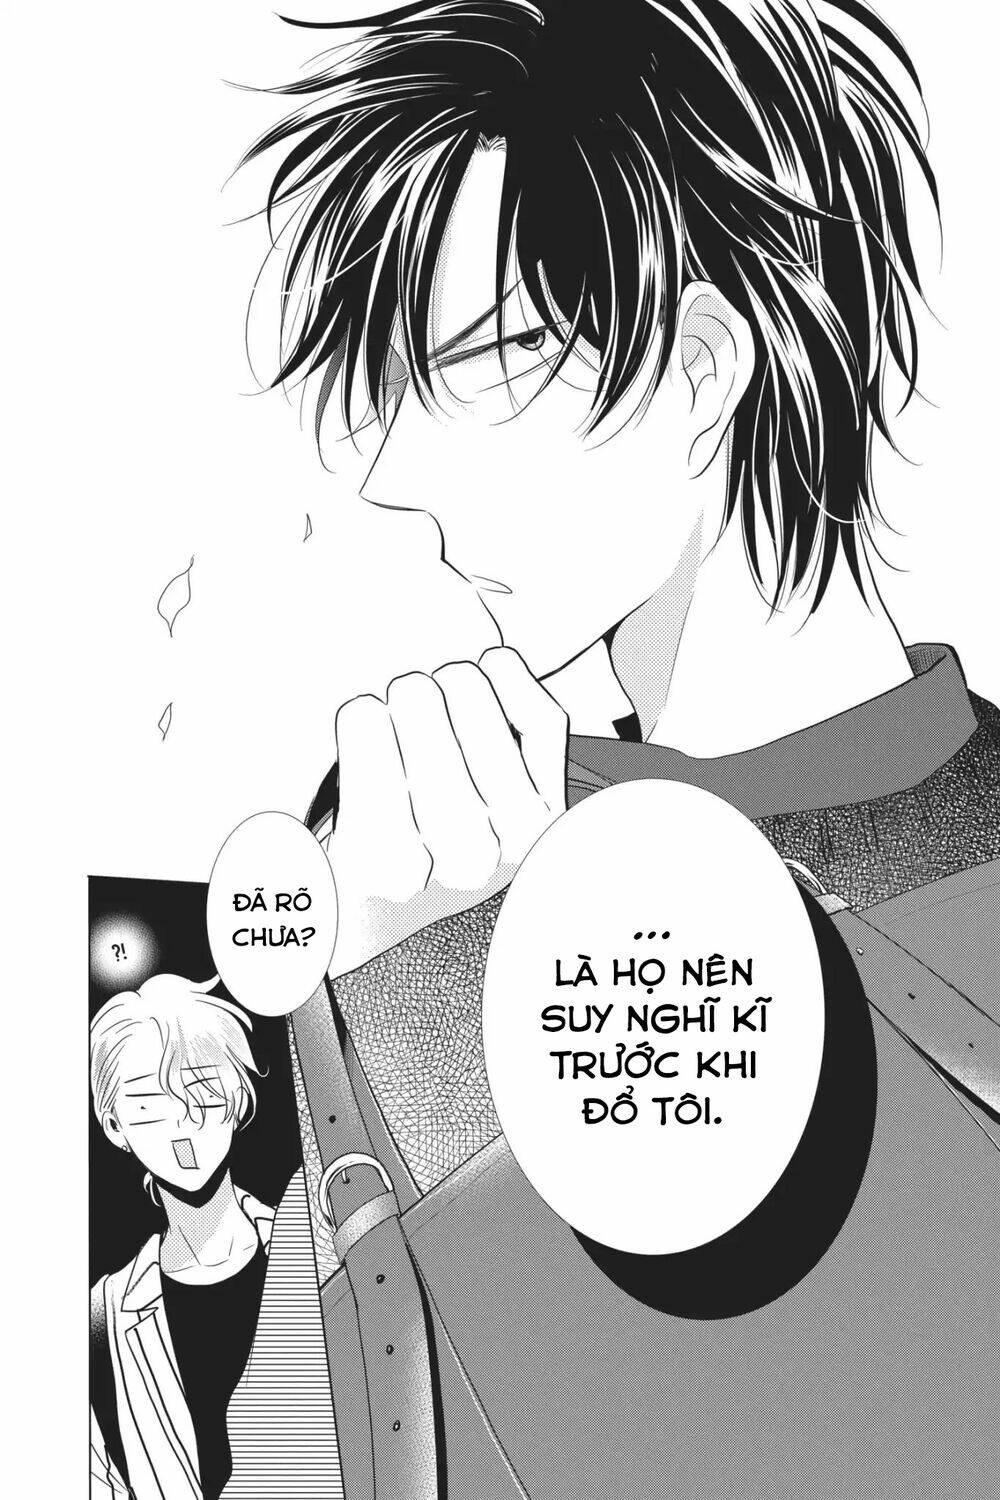 ...
LÀ HỌ NÊN
SUY NGHĨ KĨ
TRƯỚC KHI
ĐỔ TÔI.
ĐÃ RÕ
CHƯA?
?!